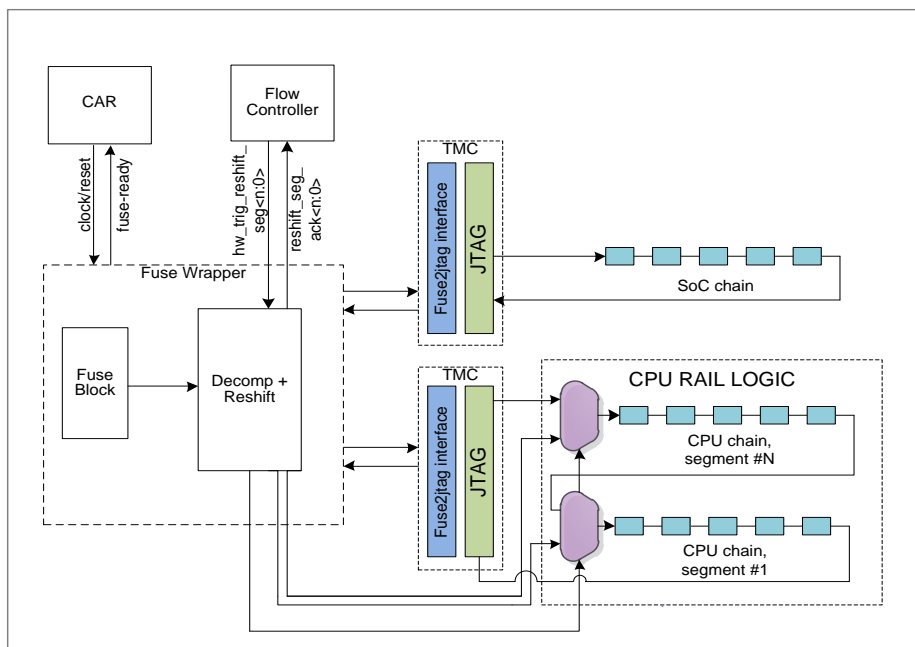 CAR
Flow
Controller
clock/reset
fuse-ready
hw_trig_reshift_
seg<n:0>
reshift_seg_
ack<n:0>
TMC
Fuse2jtag interface
JTAG
SoC chain
Fuse Wrapper
Fuse
Block
Decomp +
Reshift
TMC
Fuse2jtag interface
JTAG
CPU RAIL LOGIC
CPU chain,
segment #N
CPU chain,
segment #1